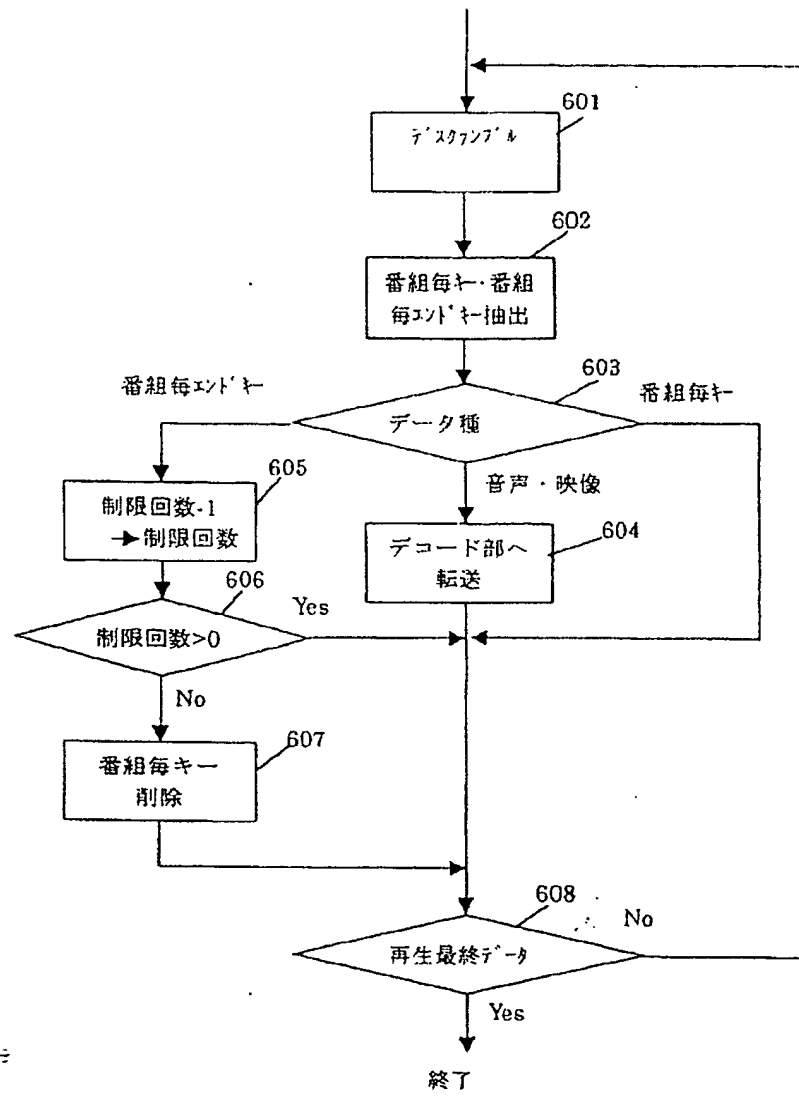 601
ﾃﾞｽｸﾗﾝﾌﾞﾙ
602
番組毎キー・番組
毎ｴﾝﾄﾞｷｰ抽出
603
番組毎ｴﾝﾄﾞｷｰ
番組毎キー
データ種
605
音声・映像
制限回数-1
→制限回数
604
デコード部へ
転送
606
Yes
制限回数>0
No
607
番組毎キー
削除
608
No
再生最終ﾃﾞｰﾀ
Yes
終了